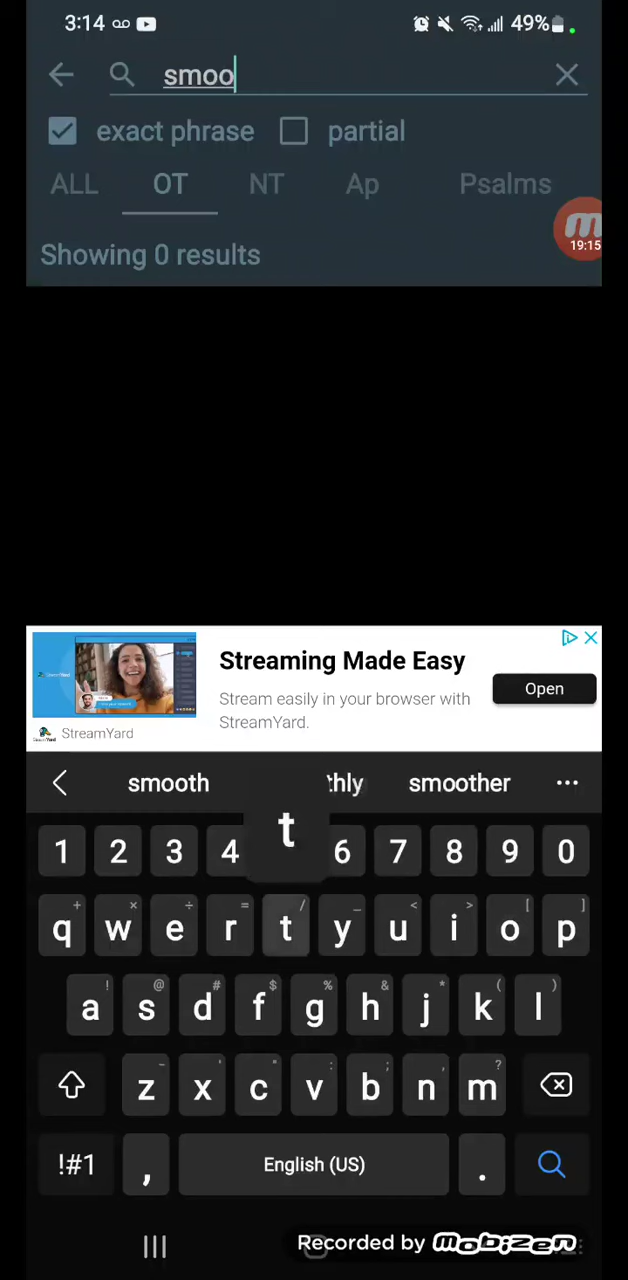 3:14 49%
smoo
exact phrase partial
ALL OT NT Ap Psalms
19:15
Showing 0 results
Streaming Made Easy
Stream easily in your browser with
StreamYard.
Open
StreamYard
smooth thly smoother ...
t
1 2 3 4 6 7 8 9 0
+ × ÷ = / _ < > [ ]
q w e r t y u i o p
! @ # $ % & * ( )
a s d f g h j k l
- ' " : ; , ?
z x c v b n m
!#1 , English (US) .
Recorded by mobizen